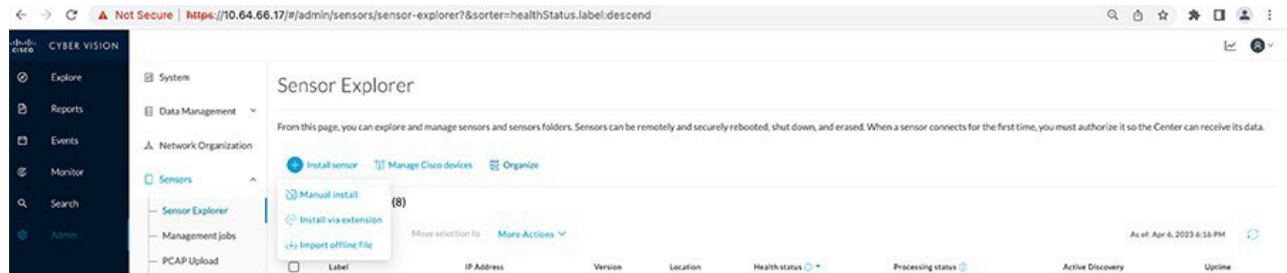 Not Secure | https://10.64.66.17/#/admin/sensors/sensor-explorer?&sorter=healthStatus.label:descend
CISCO CYBER VISION
Explore
Reports
Events
Monitor
Search
Admin
System
Data Management
Network Organization
Sensors
Sensor Explorer
Management jobs
PCAP Upload
Sensor Explorer
From this page, you can explore and manage sensors and sensors folders. Sensors can be remotely and securely rebooted, shut down, and erased. When a sensor connects for the first time, you must authorize it so the Center can receive its data.
Install sensor Manage Cisco devices Organize
Manual install
Install via extension
Import offline file
(8)
Move selection to More Actions As of: Apr 6, 2023 6:16 PM
Label IP Address Version Location Health status Processing status Active Discovery Uptime